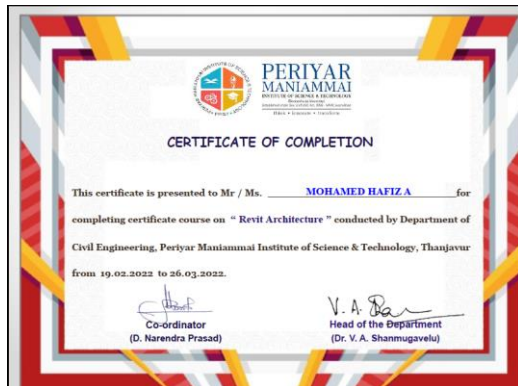 PERIYAR
MANIAMMAI
INSTITUTE OF SCIENCE & TECHNOLOGY
CERTIFICATE OF COMPLETION
This certificate is presented to Mr / Ms. MOHAMED HAFIZ A for
completing certificate course on “ Revit Architecture ” conducted by Department of
Civil Engineering, Periyar Maniammai Institute of Science & Technology, Thanjavur
from 19.02.2022 to 26.03.2022.
Co-ordinator
(D. Narendra Prasad)
V. A.
Head of the Department
(Dr. V. A. Shanmugavelu)